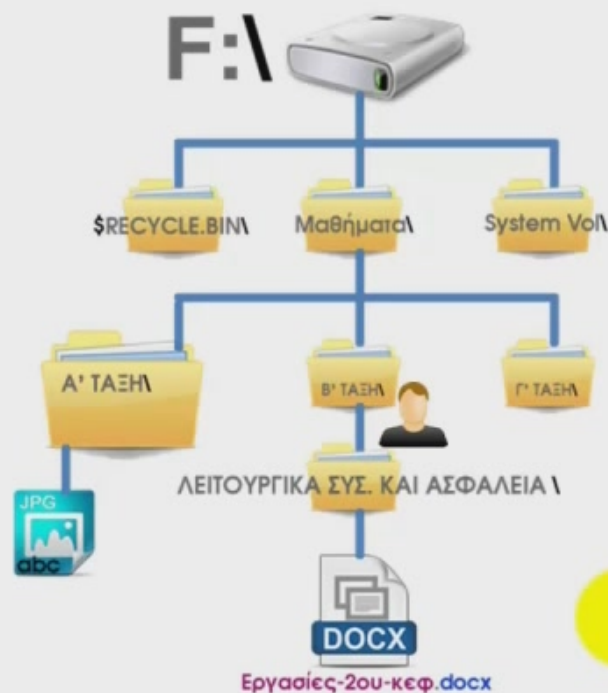 F:\
$RECYCLE.BIN\
Μαθήματα\
System Vol\
Α' ΤΑΞΗ\
Β' ΤΑΞΗ\
Γ' ΤΑΞΗ\
ΛΕΙΤΟΥΡΓΙΚΑ ΣΥΣ. ΚΑΙ ΑΣΦΑΛΕΙΑ \
JPG
abc
DOCX
Εργασίες-2ου-κεφ.docx